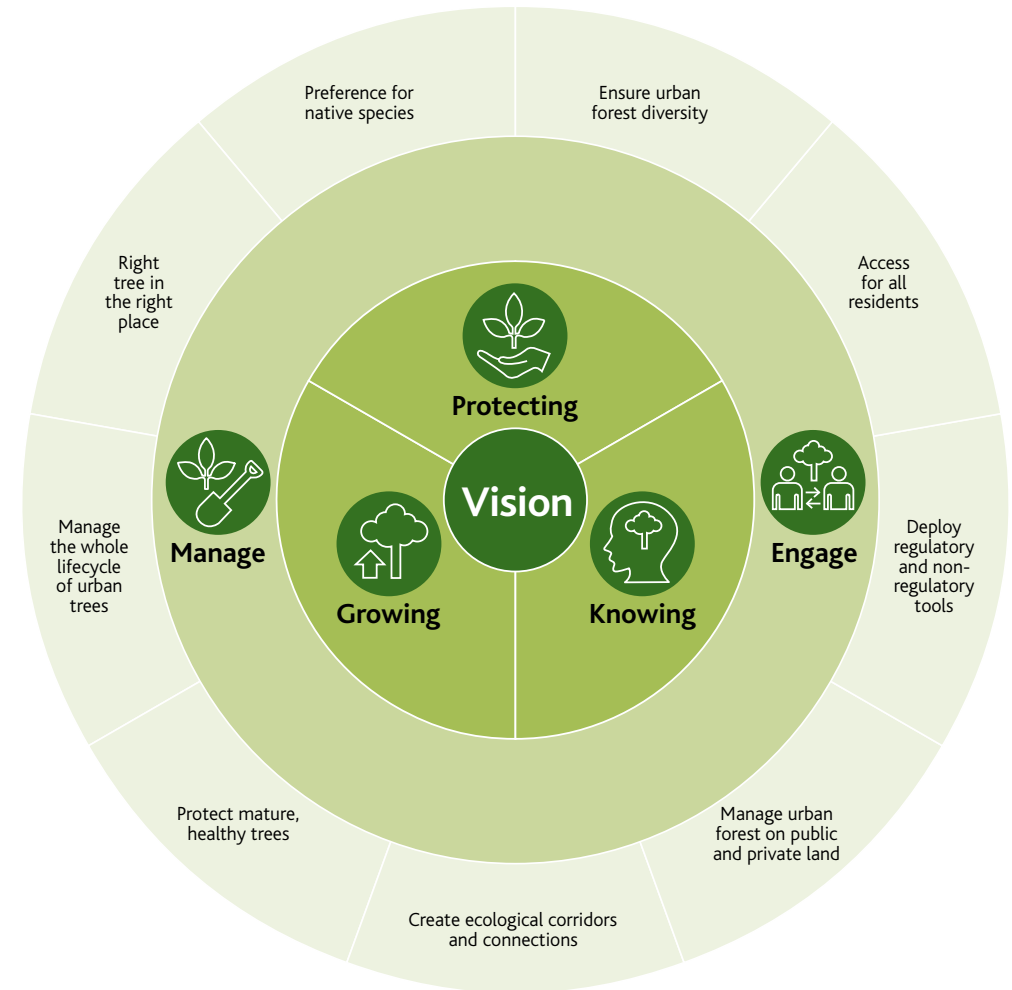 Preference for
native species
Ensure urban
forest diversity
Right
tree in
the right
place
Access
for all
residents
Protecting
Vision
Manage
Engage
Growing
Knowing
Manage
the whole
lifecycle
of urban
trees
Deploy
regulatory
and non-
regulatory
tools
Protect mature,
healthy trees
Manage urban
forest on public
and private land
Create ecological corridors
and connections